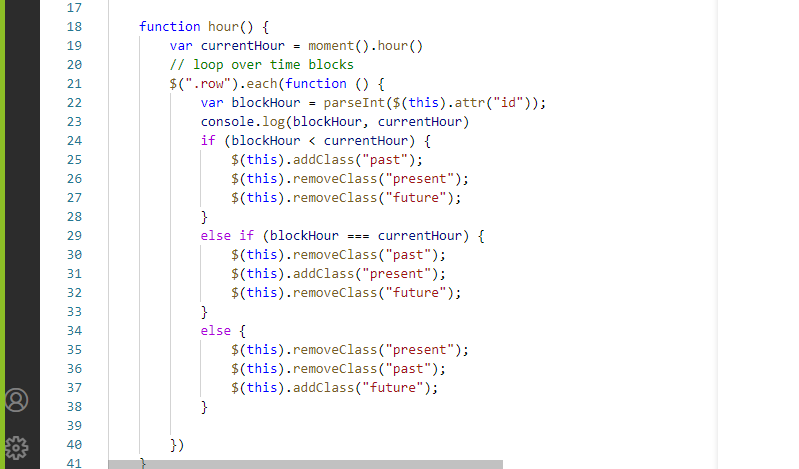 17
18 function hour() {
19 var currentHour = moment().hour()
20 // loop over time blocks
21 $(".row").each(function () {
22 var blockHour = parseInt($(this).attr("id"));
23 console.log(blockHour, currentHour)
24 if (blockHour < currentHour) {
25 $(this).addClass("past");
26 $(this).removeClass("present");
27 $(this).removeClass("future");
28 }
29 else if (blockHour === currentHour) {
30 $(this).removeClass("past");
31 $(this).addClass("present");
32 $(this).removeClass("future");
33 }
34 else {
35 $(this).removeClass("present");
36 $(this).removeClass("past");
37 $(this).addClass("future");
38 }
39
40 })
41 }